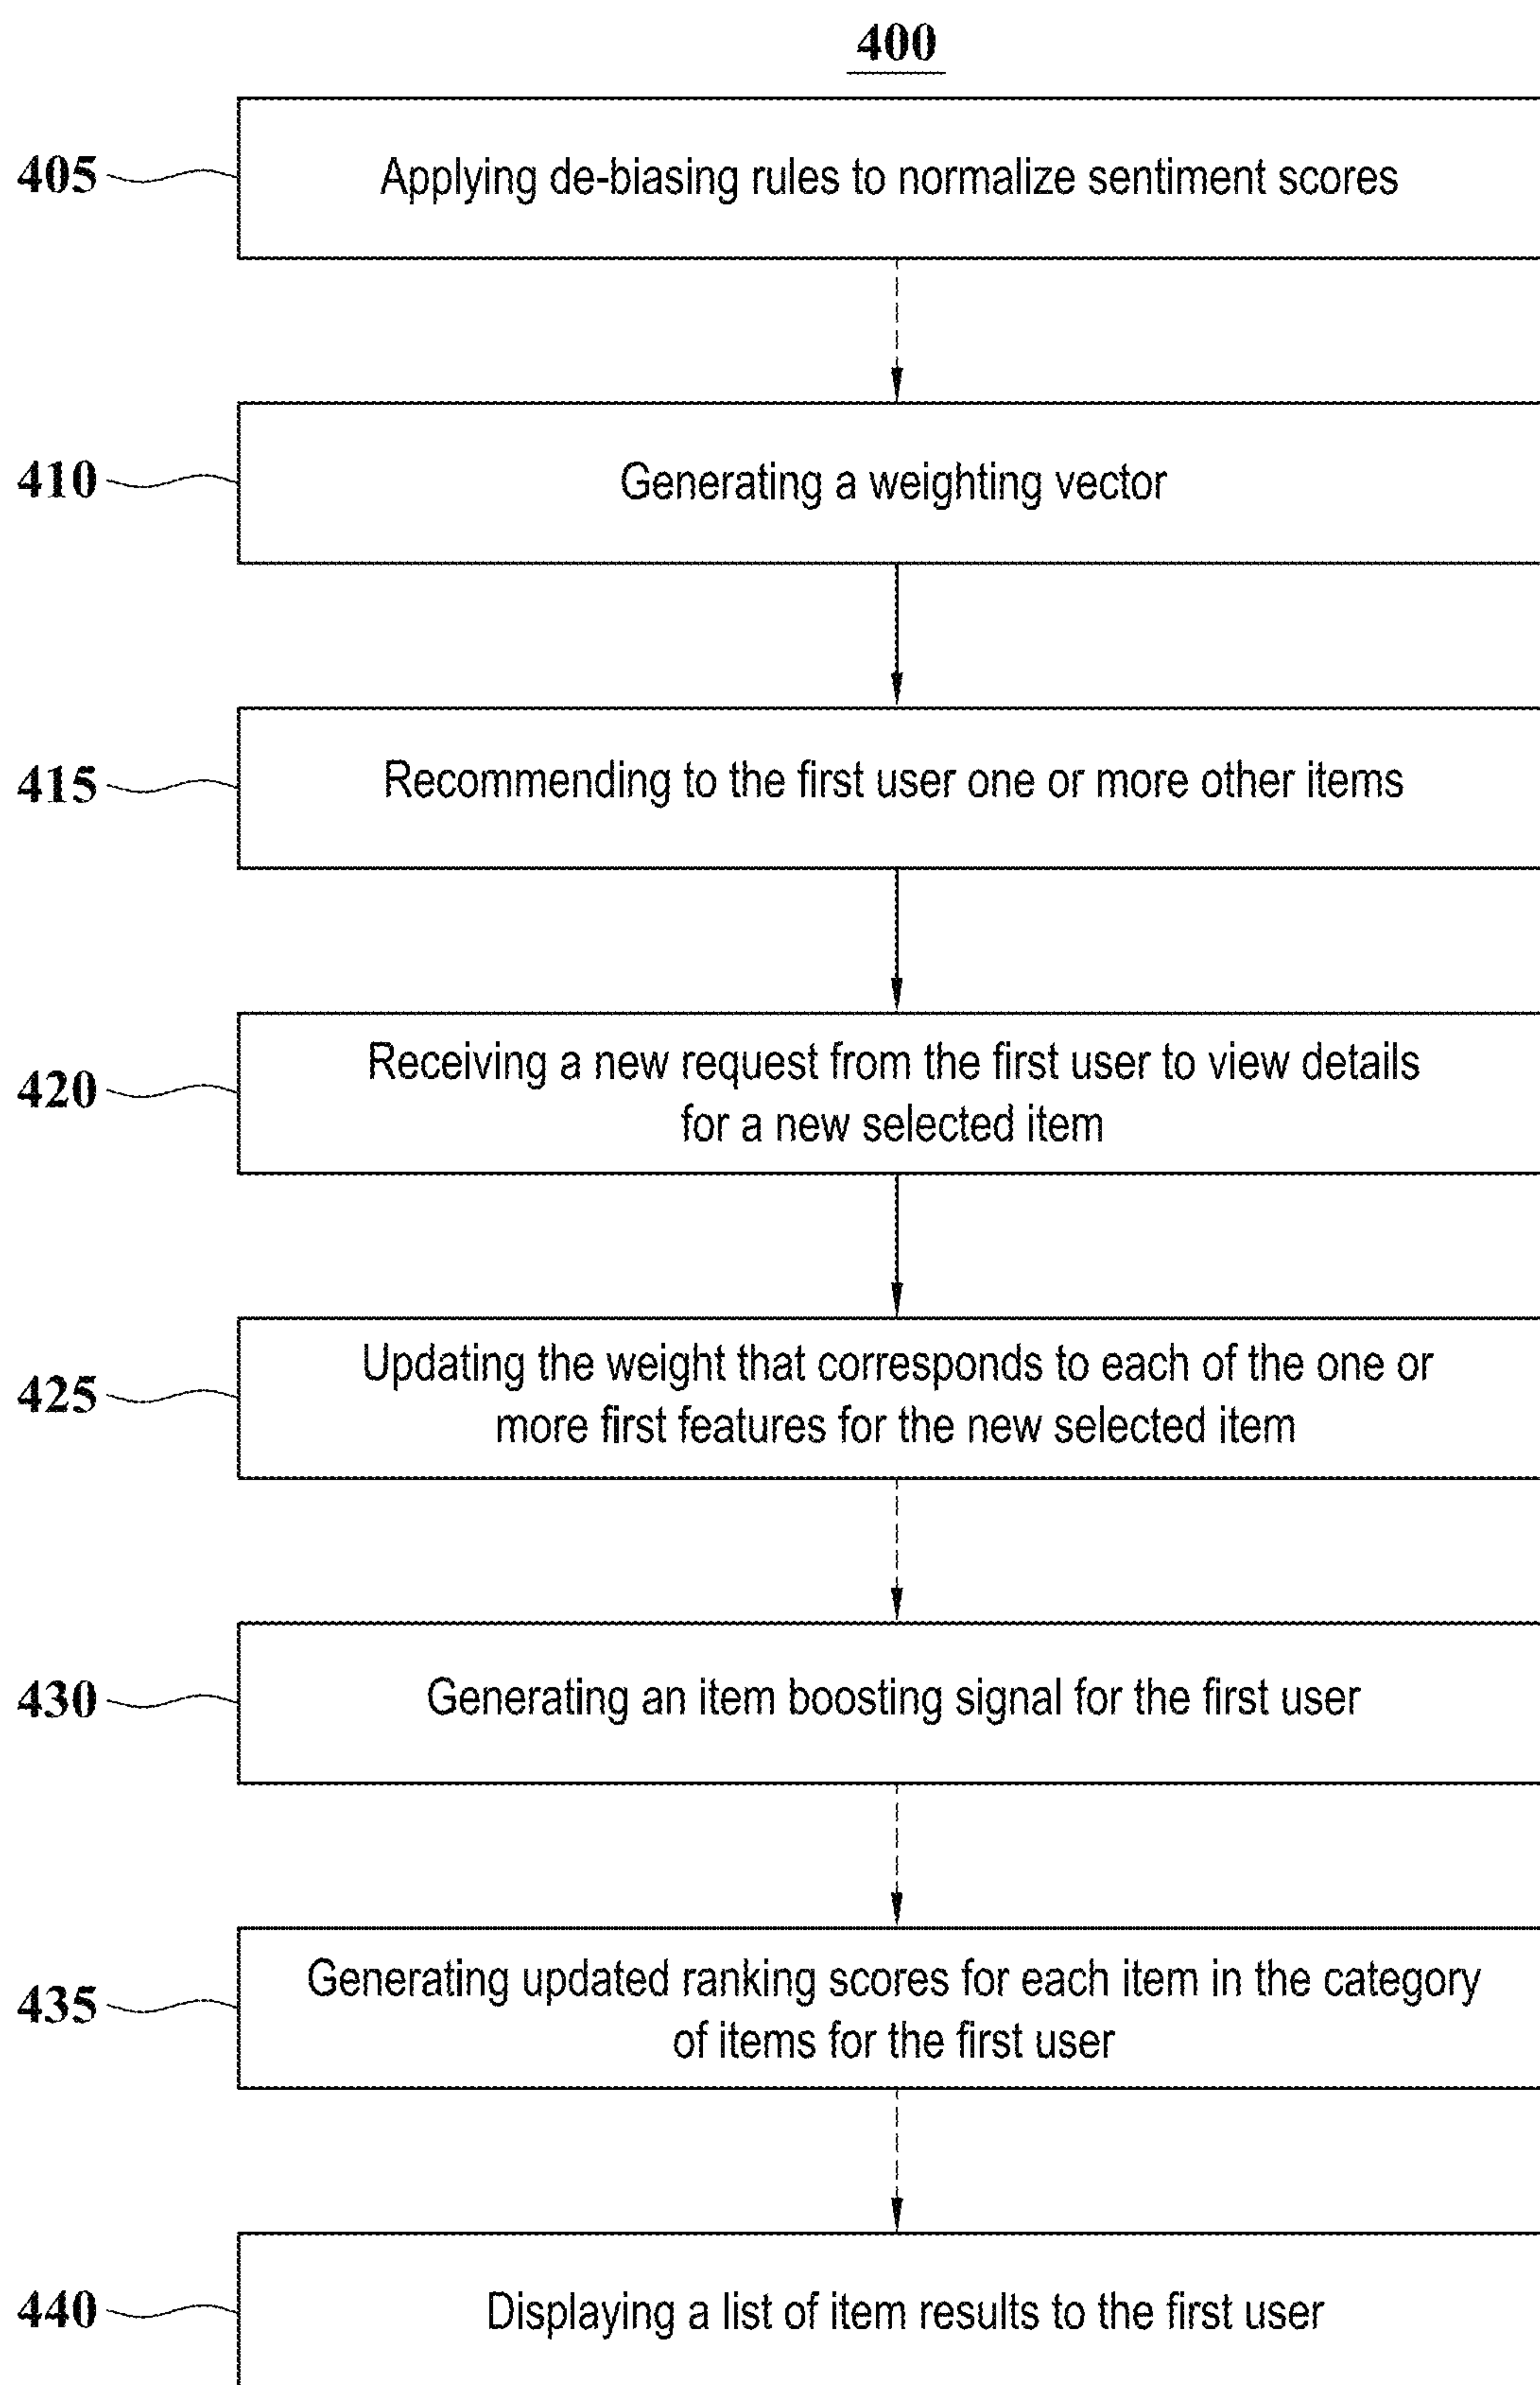 400
405
Applying de-biasing rules to normalize sentiment scores
410
Generating a weighting vector
415
Recommending to the first user one or more other items
420
Receiving a new request from the first user to view details
for a new selected item
425
Updating the weight that corresponds to each of the one or
more first features for the new selected item
430
Generating an item boosting signal for the first user
435
Generating updated ranking scores for each item in the category
of items for the first user
440
Displaying a list of item results to the first user